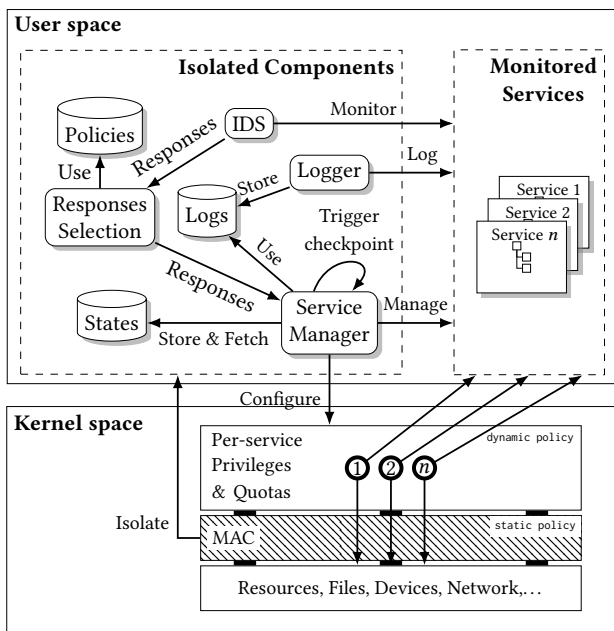 User space
Isolated Components
Monitored
Services
Policies
IDS
Monitor
Responses
Use
Logger
Log
Store
Responses
Selection
Logs
Trigger
checkpoint
Service 1
Service 2
Service n
Use
Responses
States
Service
Manager
Manage
Store & Fetch
Configure
Kernel space
Per-service
Privileges
& Quotas
dynamic policy
1
2
n
Isolate
MAC
static policy
Resources, Files, Devices, Network,...